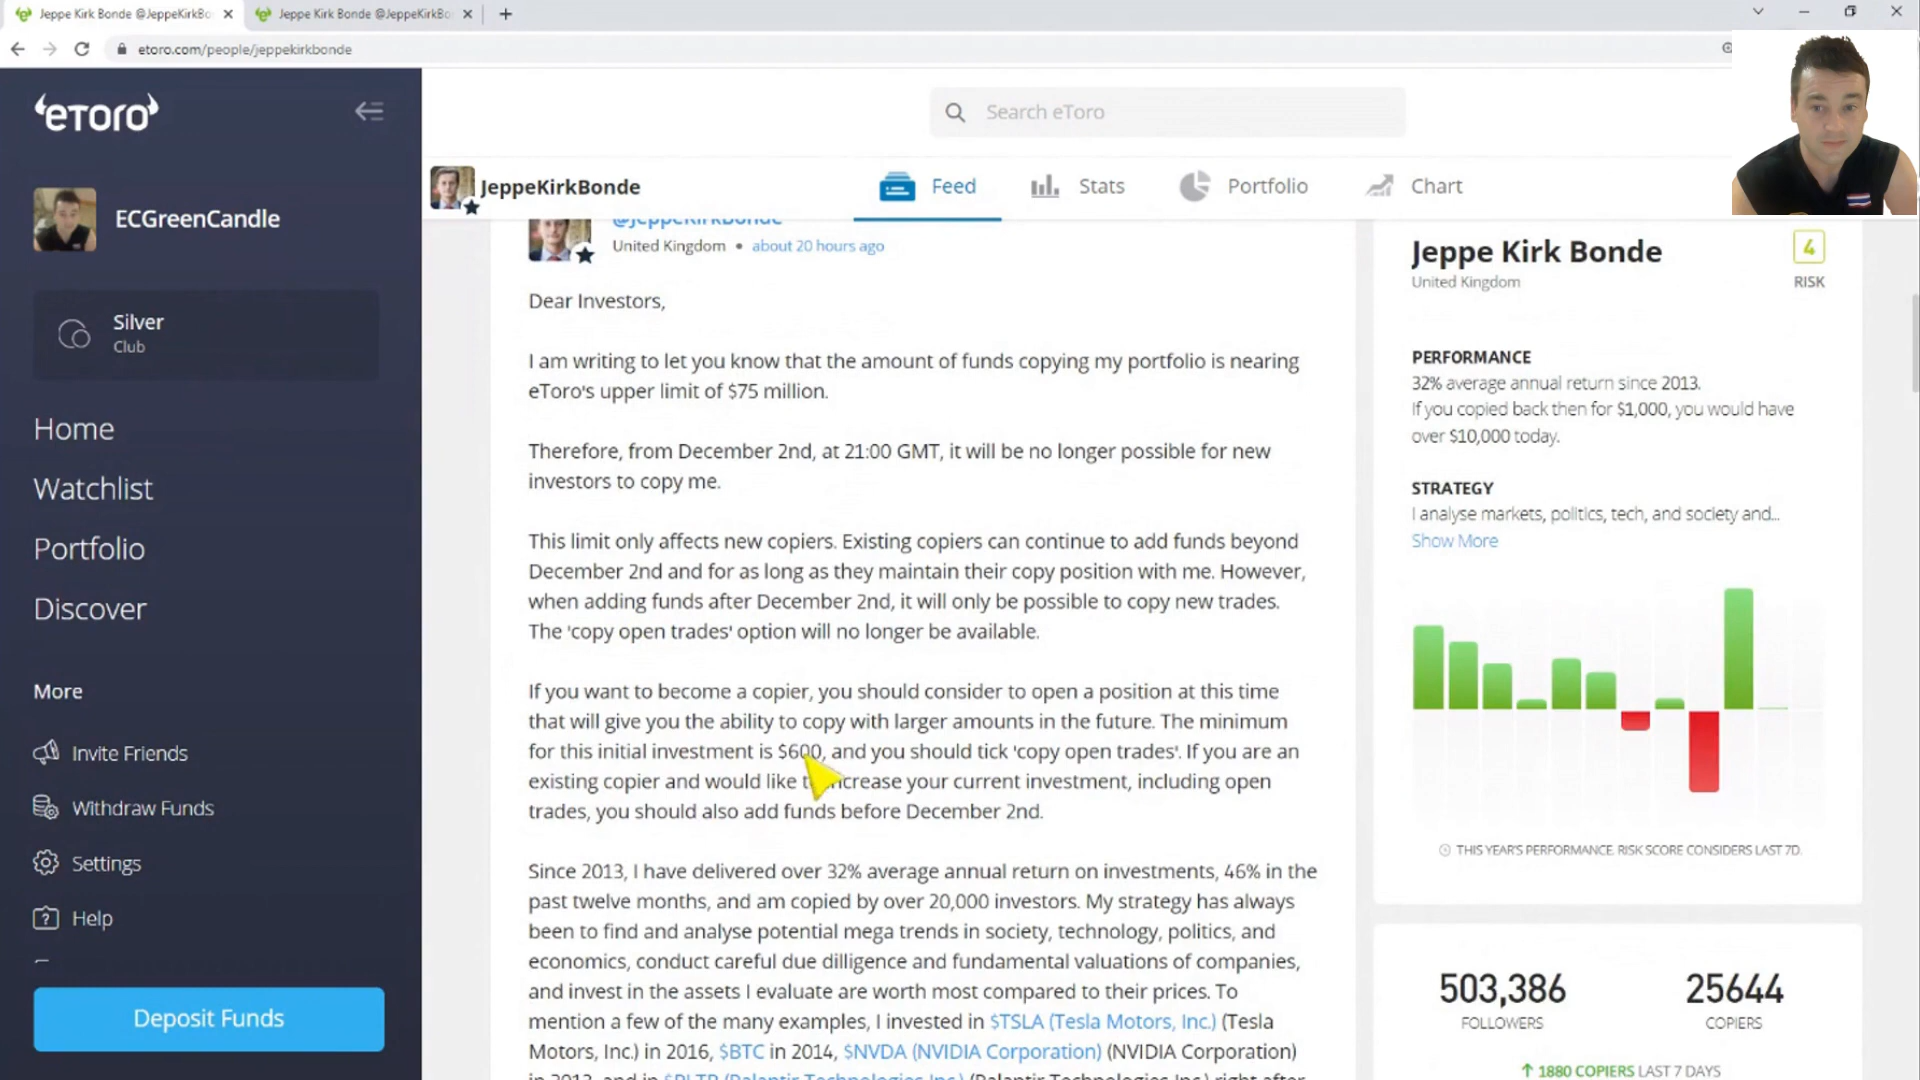 Jeppe Kirk Bonde @JeppeKirkBo
Jeppe Kirk Bonde @JeppeKirkBo
etoro.com/people/jeppekirkbonde
eToro
Search eToro
JeppeKirkBonde
Feed
Stats
Portfolio
Chart
ECGreenCandle
Silver
Club
Home
Watchlist
Portfolio
Discover
More
Invite Friends
Withdraw Funds
Settings
Help
Deposit Funds
@JeppeKirkBonde
United Kingdom • about 20 hours ago
Dear Investors,
I am writing to let you know that the amount of funds copying my portfolio is nearing
eToro's upper limit of $75 million.
Therefore, from December 2nd, at 21:00 GMT, it will be no longer possible for new
investors to copy me.
This limit only affects new copiers. Existing copiers can continue to add funds beyond
December 2nd and for as long as they maintain their copy position with me. However,
when adding funds after December 2nd, it will only be possible to copy new trades.
The 'copy open trades' option will no longer be available.
If you want to become a copier, you should consider to open a position at this time
that will give you the ability to copy with larger amounts in the future. The minimum
for this initial investment is $600, and you should tick 'copy open trades'. If you are an
existing copier and would like increase your current investment, including open
trades, you should also add funds before December 2nd.
Since 2013, I have delivered over 32% average annual return on investments, 46% in the
past twelve months, and am copied by over 20,000 investors. My strategy has always
been to find and analyse potential mega trends in society, technology, politics, and
economics, conduct careful due dilligence and fundamental valuations of companies,
and invest in the assets I evaluate are worth most compared to their prices. To
mention a few of the many examples, I invested in $TSLA (Tesla Motors, Inc.) (Tesla
Motors, Inc.) in 2016, $BTC in 2014, $NVDA (NVIDIA Corporation) (NVIDIA Corporation)
in 2013, and in $PLTR (Palantir Technologies Inc.) (Palantir Technologies Inc.) right after
Jeppe Kirk Bonde
United Kingdom
4
RISK
PERFORMANCE
32% average annual return since 2013.
If you copied back then for $1,000, you would have
over $10,000 today.
STRATEGY
I analyse markets, politics, tech, and society and...
Show More
THIS YEAR'S PERFORMANCE. RISK SCORE CONSIDERS LAST 7D.
503,386
FOLLOWERS
25644
COPIERS
1880 COPIERS LAST 7 DAYS